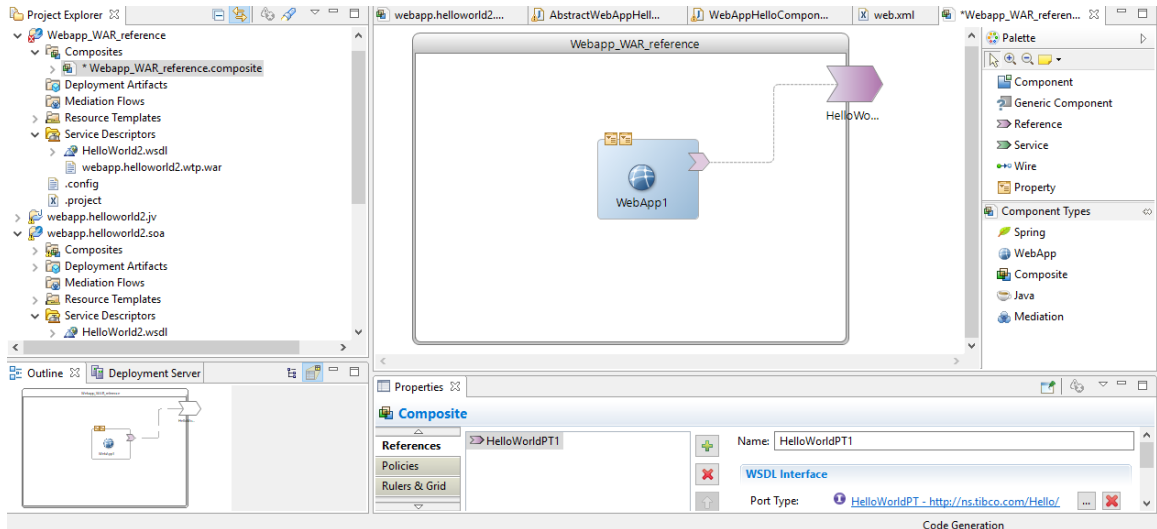 Project Explorer
Webapp_WAR_reference
Composites
* Webapp_WAR_reference.composite
Deployment Artifacts
Mediation Flows
Resource Templates
Service Descriptors
HelloWorld2.wsdl
webapp.helloworld2.wtp.war
.config
.project
webapp.helloworld2.jv
webapp.helloworld2.soa
Composites
Deployment Artifacts
Mediation Flows
Resource Templates
Service Descriptors
HelloWorld2.wsdl
webapp.helloworld2....
AbstractWebAppHell...
WebAppHelloCompon...
web.xml
*Webapp_WAR_referen...
Webapp_WAR_reference
HelloWo...
WebApp1
Palette
Component
Generic Component
Reference
Service
Wire
Property
Component Types
Spring
WebApp
Composite
Java
Mediation
Outline
Deployment Server
Properties
Composite
References
Policies
Rulers & Grid
HelloWorldPT1
Name: HelloWorldPT1
WSDL Interface
Port Type: HelloWorldPT - http://ns.tibco.com/Hello/ ...
Code Generation